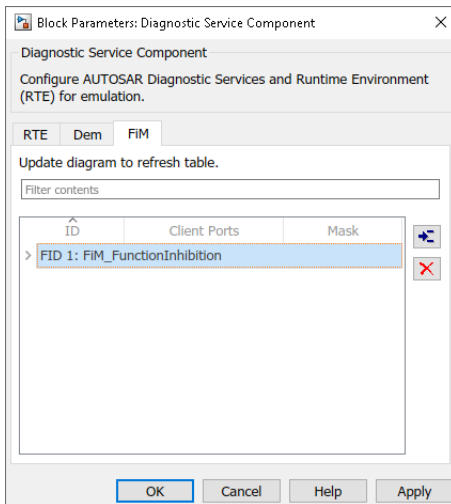 Block Parameters: Diagnostic Service Component
Diagnostic Service Component
Configure AUTOSAR Diagnostic Services and Runtime Environment
(RTE) for emulation.
RTE Dem FiM
Update diagram to refresh table.
Filter contents
ID Client Ports Mask
FID 1: FiM_FunctionInhibition
OK Cancel Help Apply